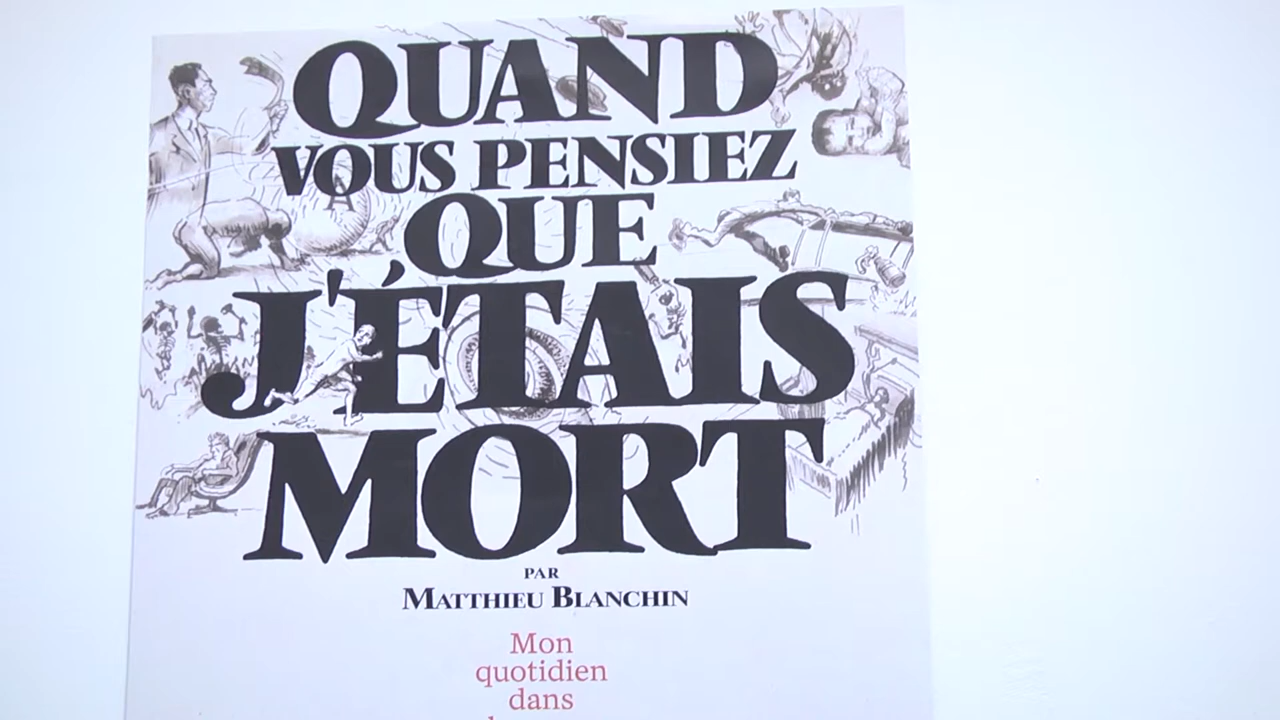 QUAND
VOUS PENSIEZ
QUE
J'ÉTAIS
MORT
PAR
MATTHIEU BLANCHIN
Mon
quotidien
dans